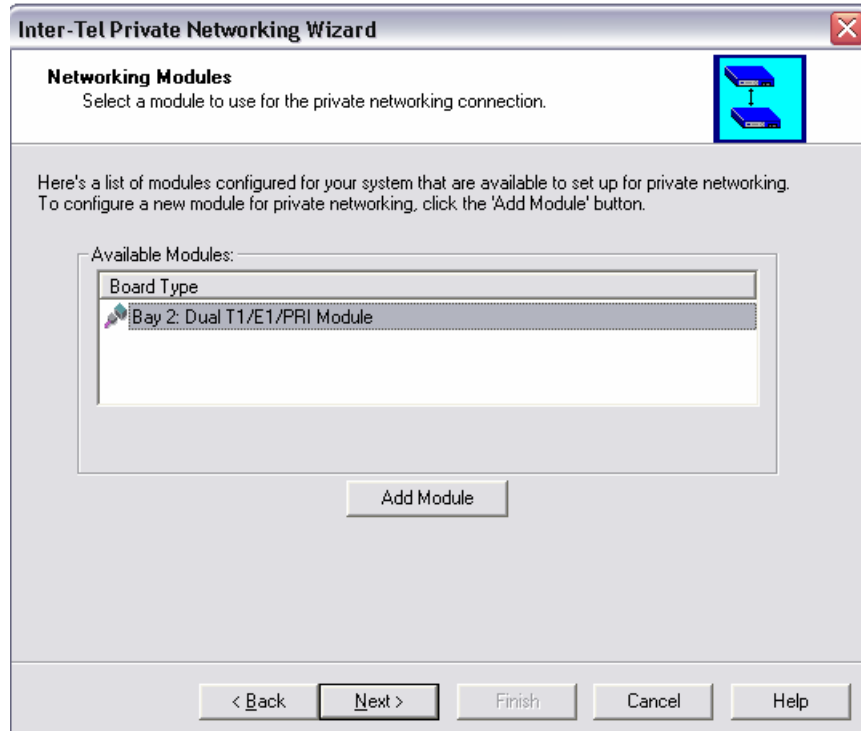 Inter-Tel Private Networking Wizard
Networking Modules
Select a module to use for the private networking connection.
Here's a list of modules configured for your system that are available to set up for private networking.
To configure a new module for private networking, click the 'Add Module' button.
Available Modules:
Board Type
Bay 2: Dual T1/E1/PRI Module
Add Module
< Back Next > Finish Cancel Help